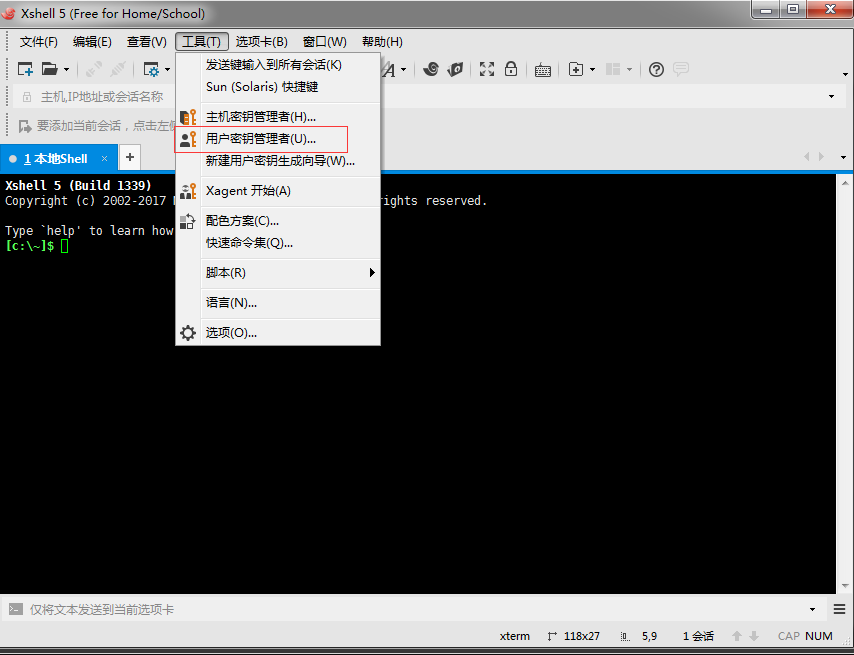 Xshell 5 (Free for Home/School)
文件(F) 编辑(E) 查看(V) 工具(T) 选项卡(B) 窗口(W) 帮助(H)
发送键输入到所有会话(K)
Sun (Solaris) 快捷键
主机密钥管理者(H)...
用户密钥管理者(U)...
新建用户密钥生成向导(W)...
Xagent 开始(A)
配色方案(C)...
快速命令集(Q)...
脚本(R)
语言(N)...
选项(O)...
主机,IP地址或会话名称
要添加当前会话，点击左侧
1 本地Shell × +
Xshell 5 (Build 1339)
Copyright (c) 2002-2017 rights reserved.
Type `help' to learn how
[c:\~]$
仅将文本发送到当前选项卡
xterm 118x27 5,9 1 会话 CAP NUM